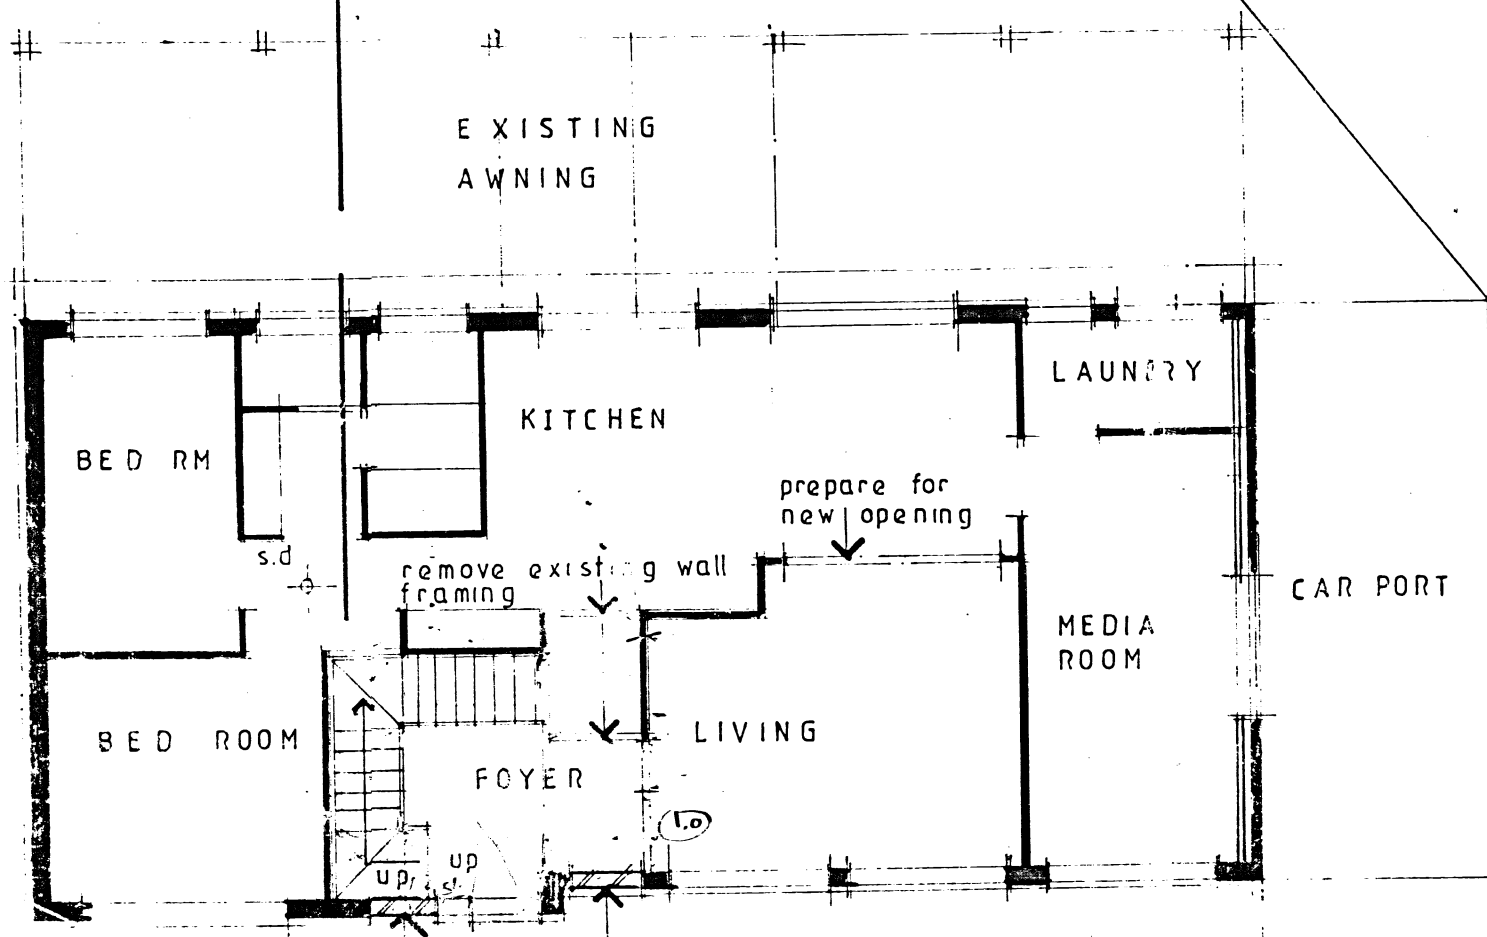 EXISTING
AWNING
LAUNDRY
KITCHEN
BED RM
prepare for
new opening
s.d
remove existing wall
framing
CAR PORT
MEDIA
ROOM
BED ROOM
LIVING
FOYER
1.0
up
up